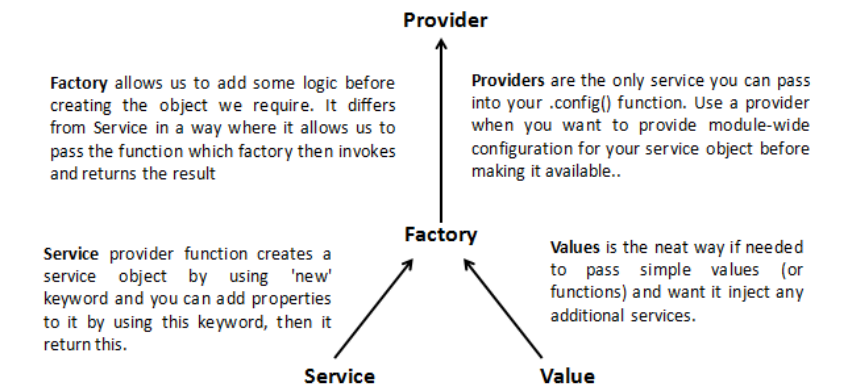 Provider
Factory allows us to add some logic before
creating the object we require. It differs
from Service in a way where it allows us to
pass the function which factory then invokes
and returns the result
Providers are the only service you can pass
into your .config() function. Use a provider
when you want to provide module-wide
configuration for your service object before
making it available..
Factory
Service provider function creates a
service object by using 'new'
keyword and you can add properties
to it by using this keyword, then it
return this.
Values is the neat way if needed
to pass simple values (or
functions) and want it inject any
additional services.
Service
Value